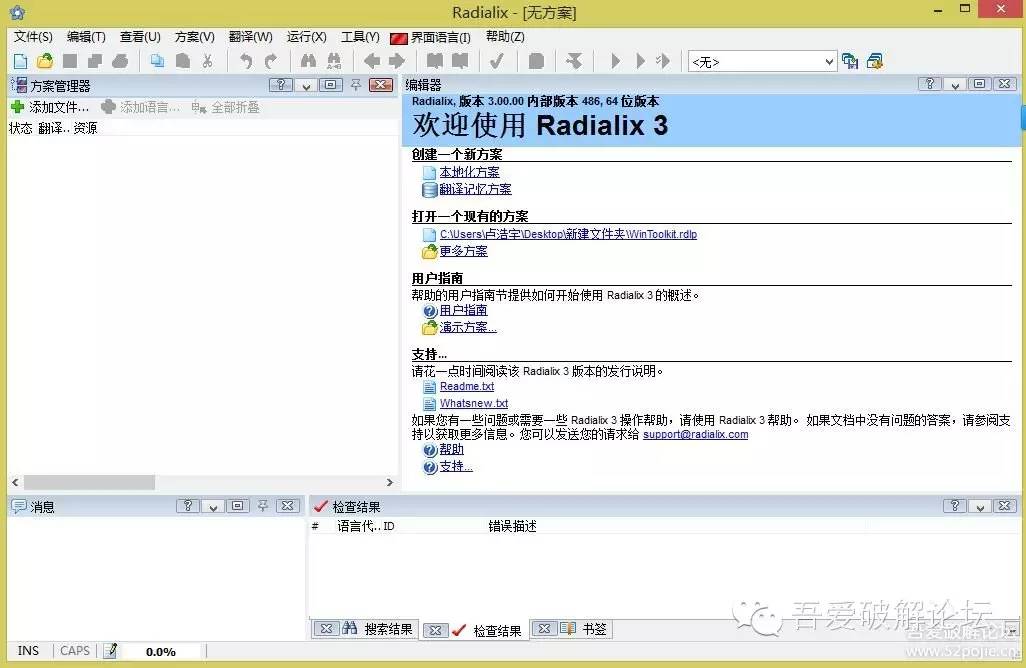 Radialix - [无方案]
文件(S) 编辑(T) 查看(U) 方案(V) 翻译(W) 运行(X) 工具(Y) 界面语言(I) 帮助(Z)
<无>
方案管理器
添加文件... 添加语言... 全部折叠
状态 翻译.. 资源
编辑器
Radialix, 版本 3.00.00 内部版本 486, 64 位版本
欢迎使用 Radialix 3
创建一个新方案
本地化方案
翻译记忆方案
打开一个现有的方案
C:\Users\卢浩宇\Desktop\新建文件夹\WinToolkit.rdlp
更多方案
用户指南
帮助的用户指南节提供如何开始使用 Radialix 3 的概述。
用户指南
演示方案...
支持...
请花一点时间阅读该 Radialix 3 版本的发行说明。
Readme.txt
Whatsnew.txt
如果您有一些问题或需要一些 Radialix 3 操作帮助，请使用 Radialix 3 帮助。如果文档中没有问题的答案，请参阅支
持以获取更多信息。您可以发送您的请求给 support@radialix.com
帮助
支持...
消息
检查结果
# 语言代.. ID 错误描述
搜索结果 检查结果 书签
吾爱破解论坛
吾爱破解论坛
www.52pojie.cn
INS CAPS 0.0%